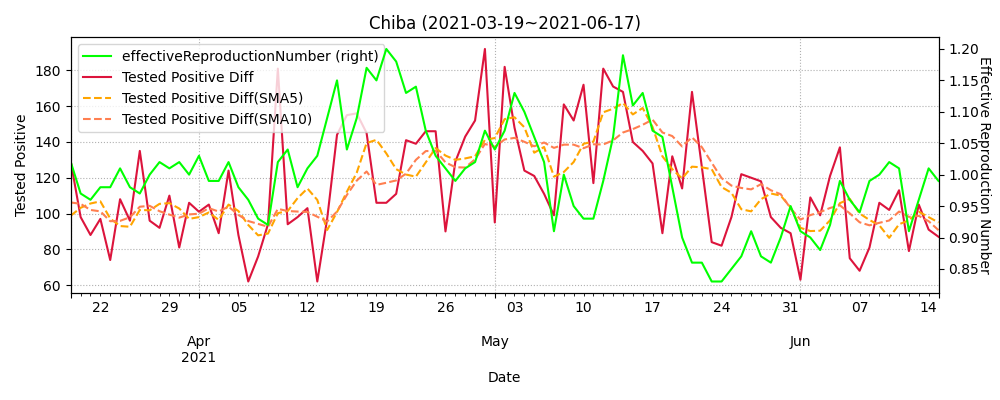 Chiba (2021-03-19~2021-06-17)
effectiveReproductionNumber (right)
Tested Positive Diff
Tested Positive Diff(SMA5)
Tested Positive Diff(SMA10)
Tested Positive
180
160
140
120
100
80
60
1.20
1.15
1.10
1.05
1.00
0.95
0.90
0.85
Effective Reproduction Number
22 29 05 12 19 26 03 10 17 24 31 07 14
Apr May Jun
2021
Date